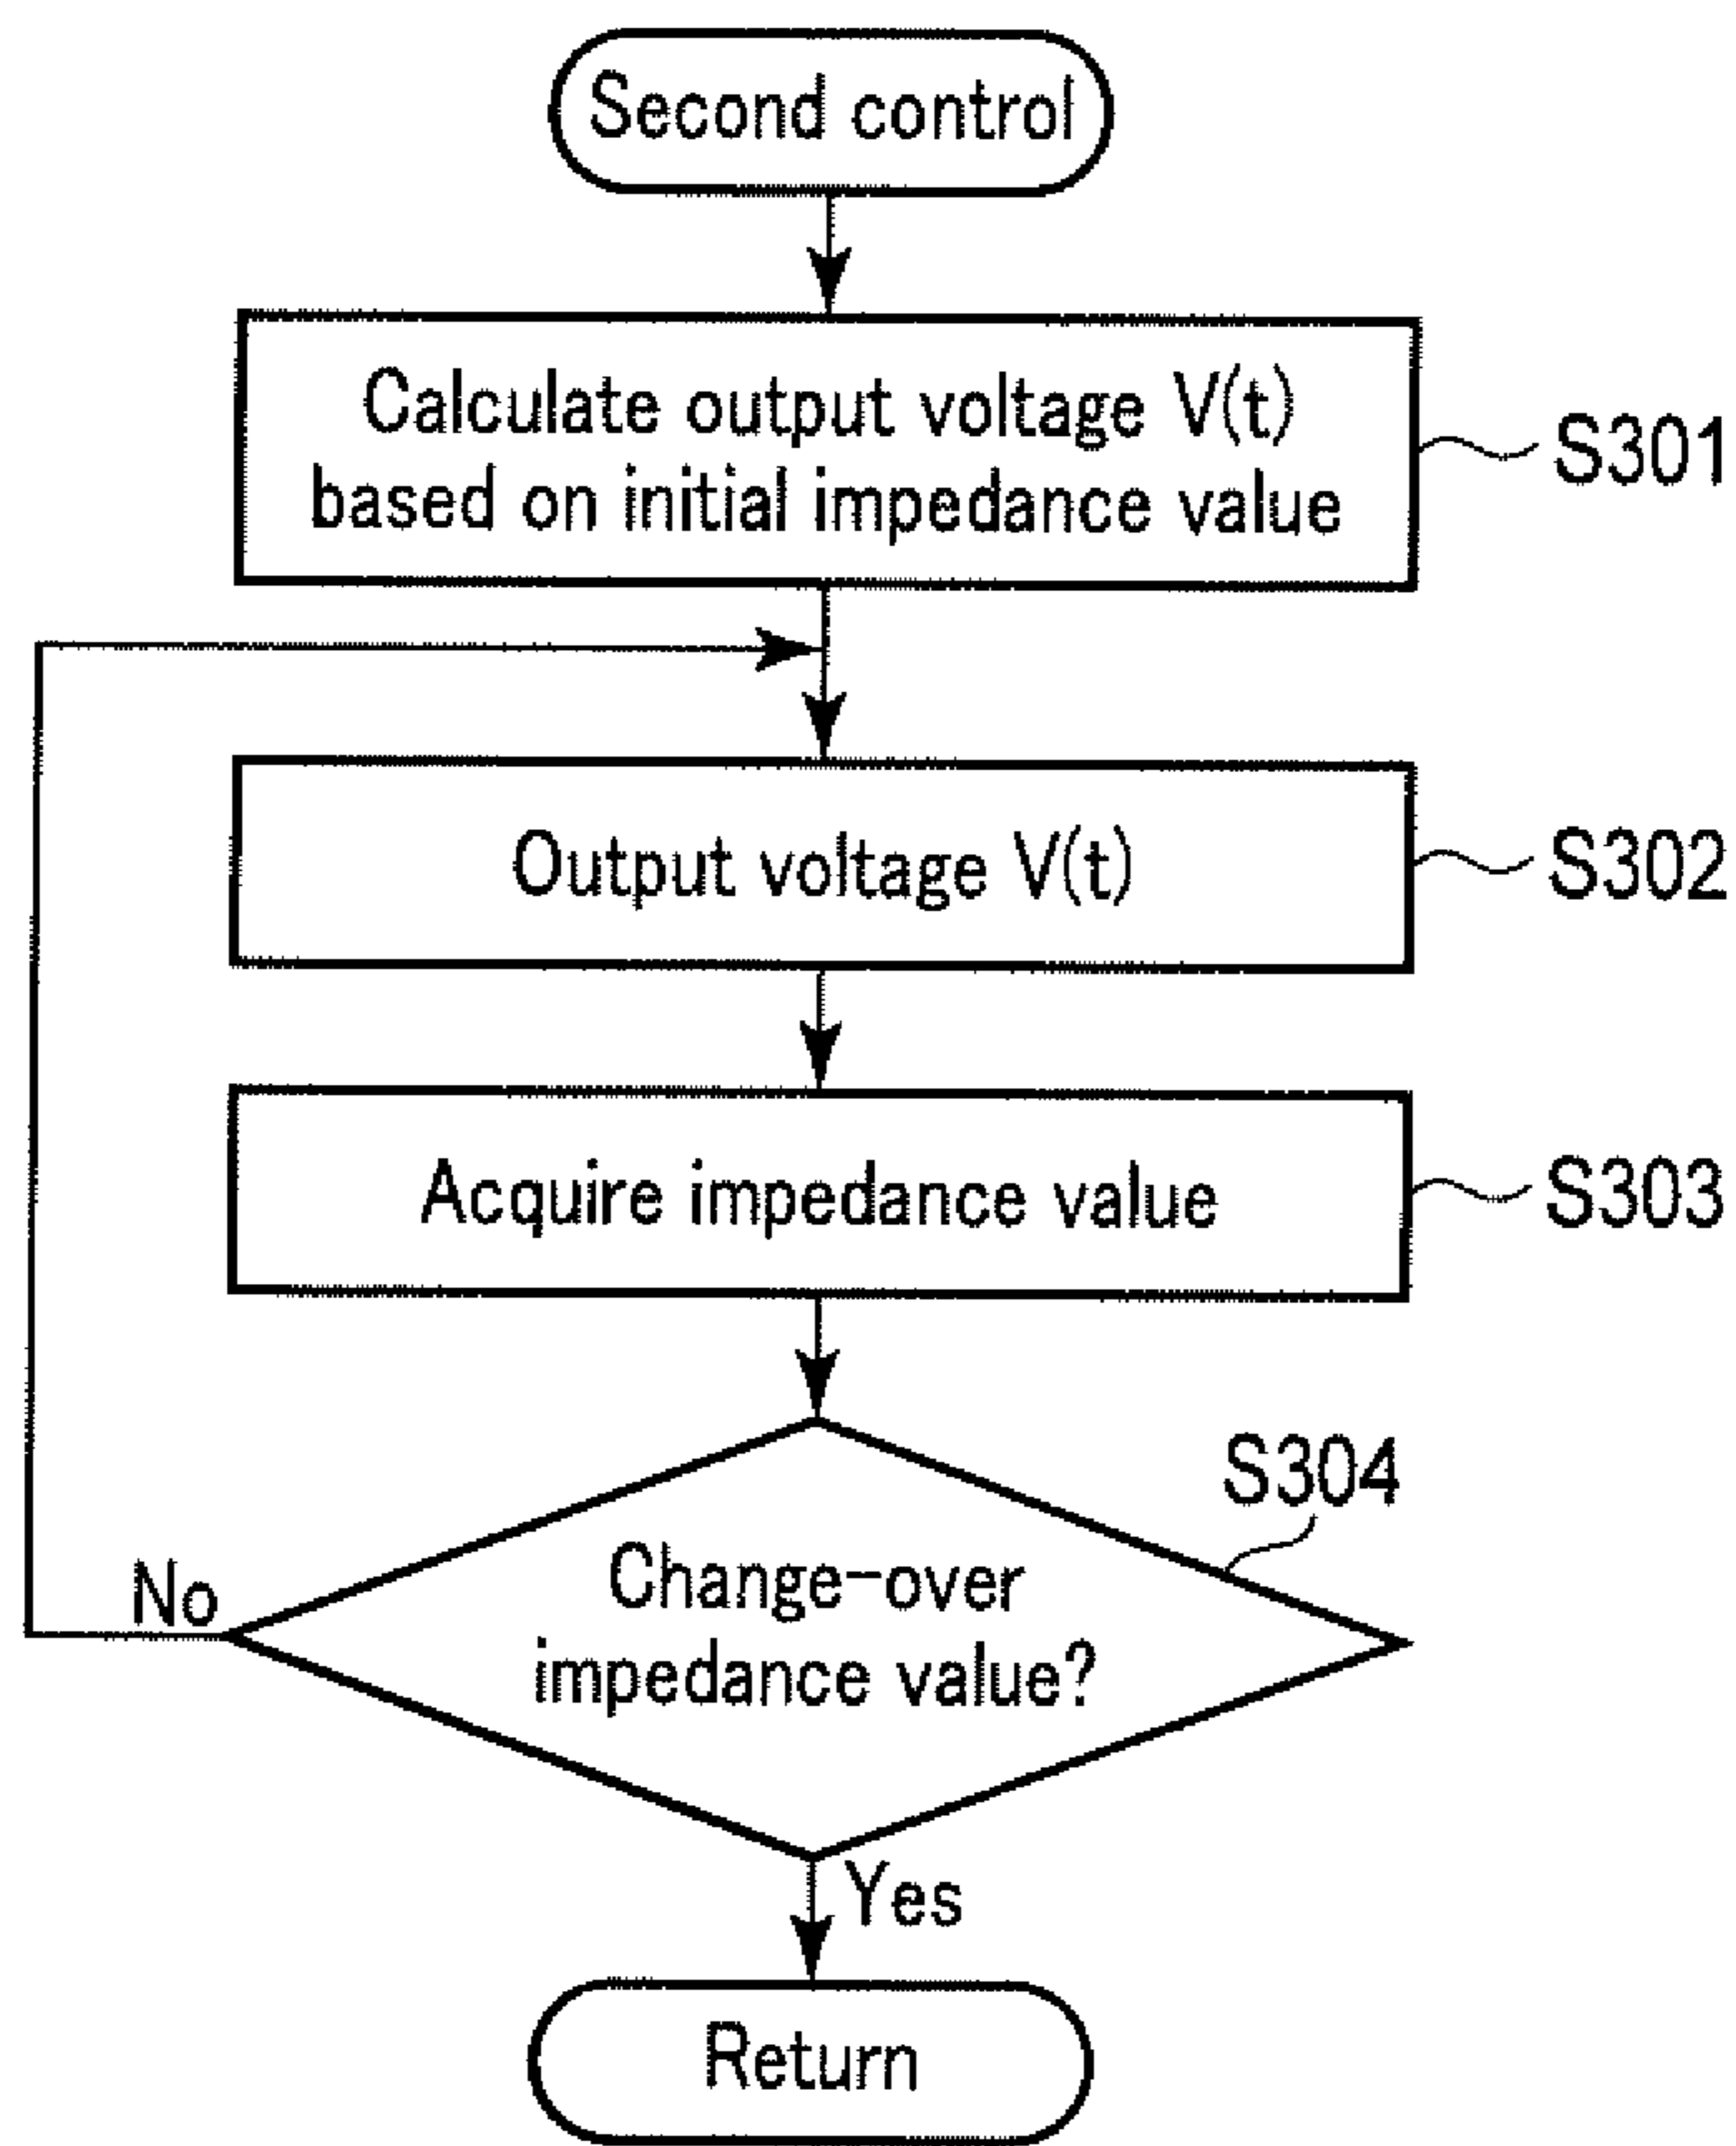 Second control
Calculate output voltage V(t)
based on initial impedance value
S301
Output voltage V(t)
S302
Acquire impedance value
S303
S304
Change-over
impedance value?
No
Yes
Return